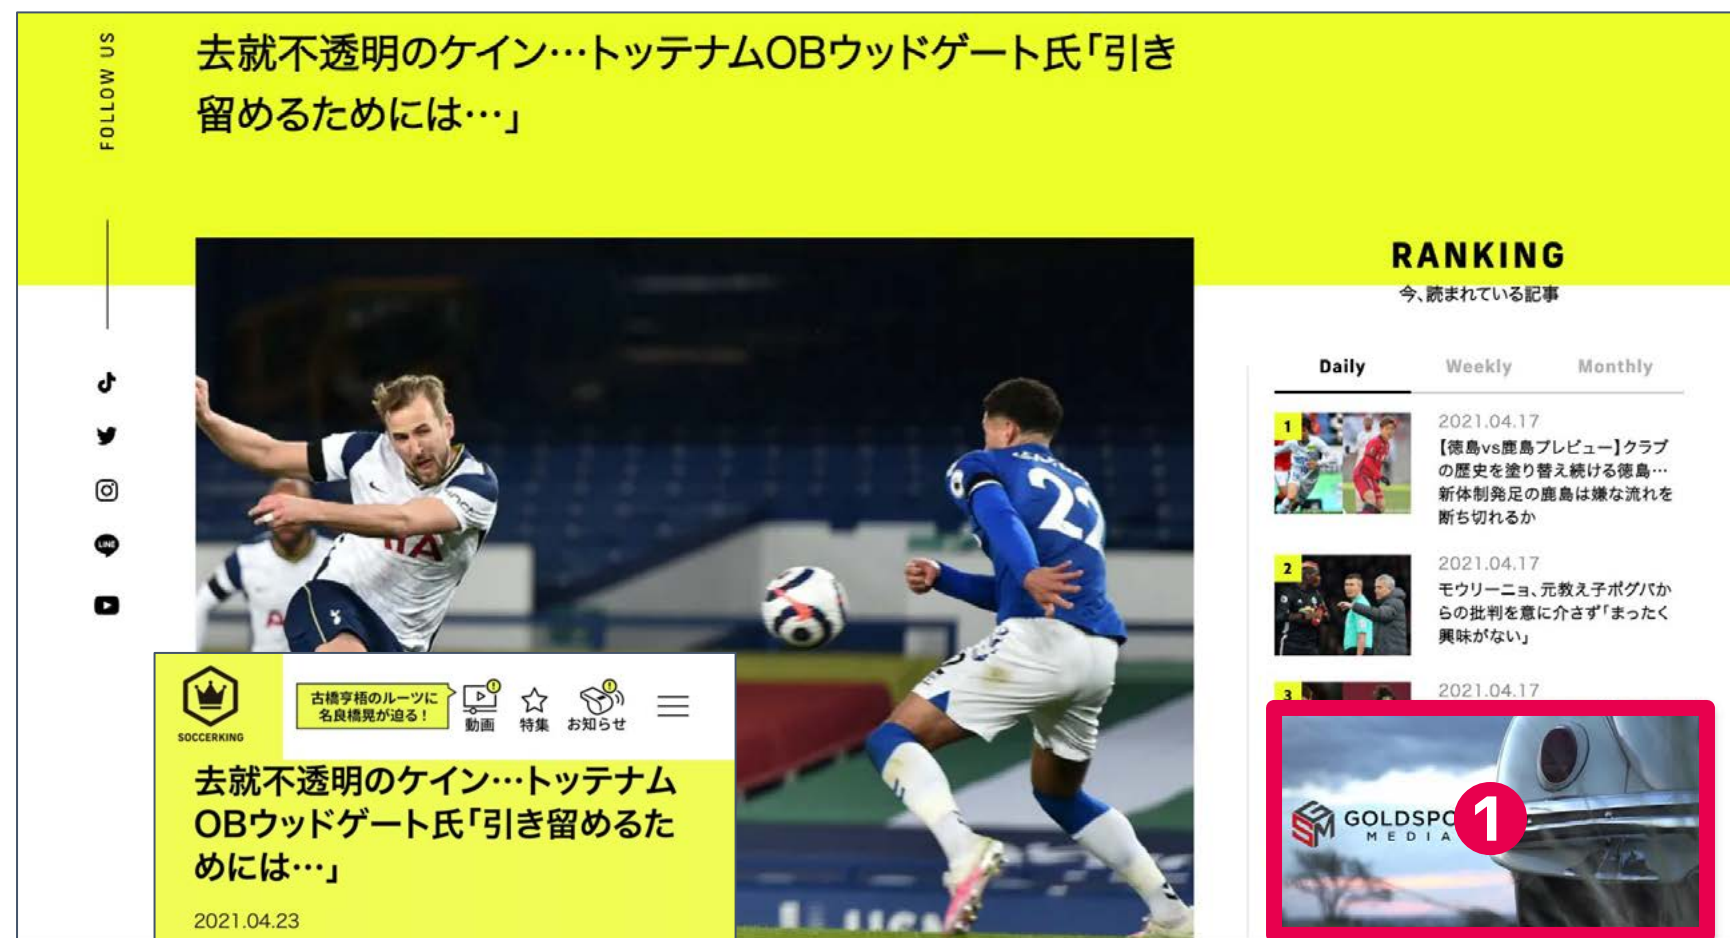 FOLLOW US
去就不透明のケイン…トッテナムOBウッドゲート氏「引き
留めるためには…」
RANKING
今、読まれている記事
Daily
Weekly
Monthly
1
2021.04.17
【徳島vs鹿島プレビュー】クラブ
の歴史を塗り替え続ける徳島…
新体制発足の鹿島は嫌な流れを
断ち切れるか
2
2021.04.17
モウリーニョ、元教え子ポグバか
らの批判を意に介さず「まったく
興味がない」
3
2021.04.17
LINE
22
SOCCERKING
古橋亨梧のルーツに
名良橋晃が迫る！
動画
特集
お知らせ
去就不透明のケイン…トッテナム
OBウッドゲート氏「引き留めるた
めには…」
2021.04.23
GSM
GOLDSPO
MEDIA
1